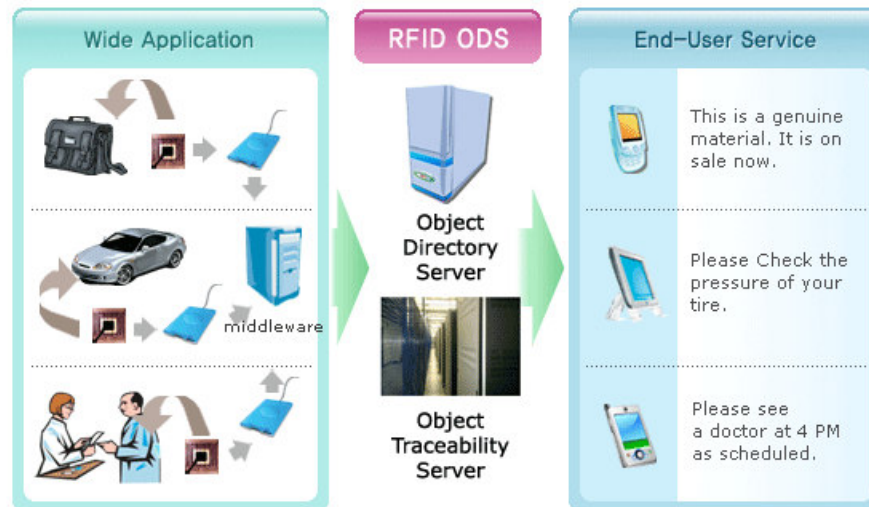 Wide Application
RFID ODS
End-User Service
This is a genuine
material. It is on
sale now.
Object
Directory
Server
middleware
Please Check the
pressure of your
tire.
Object
Traceability
Server
Please see
a doctor at 4 PM
as scheduled.